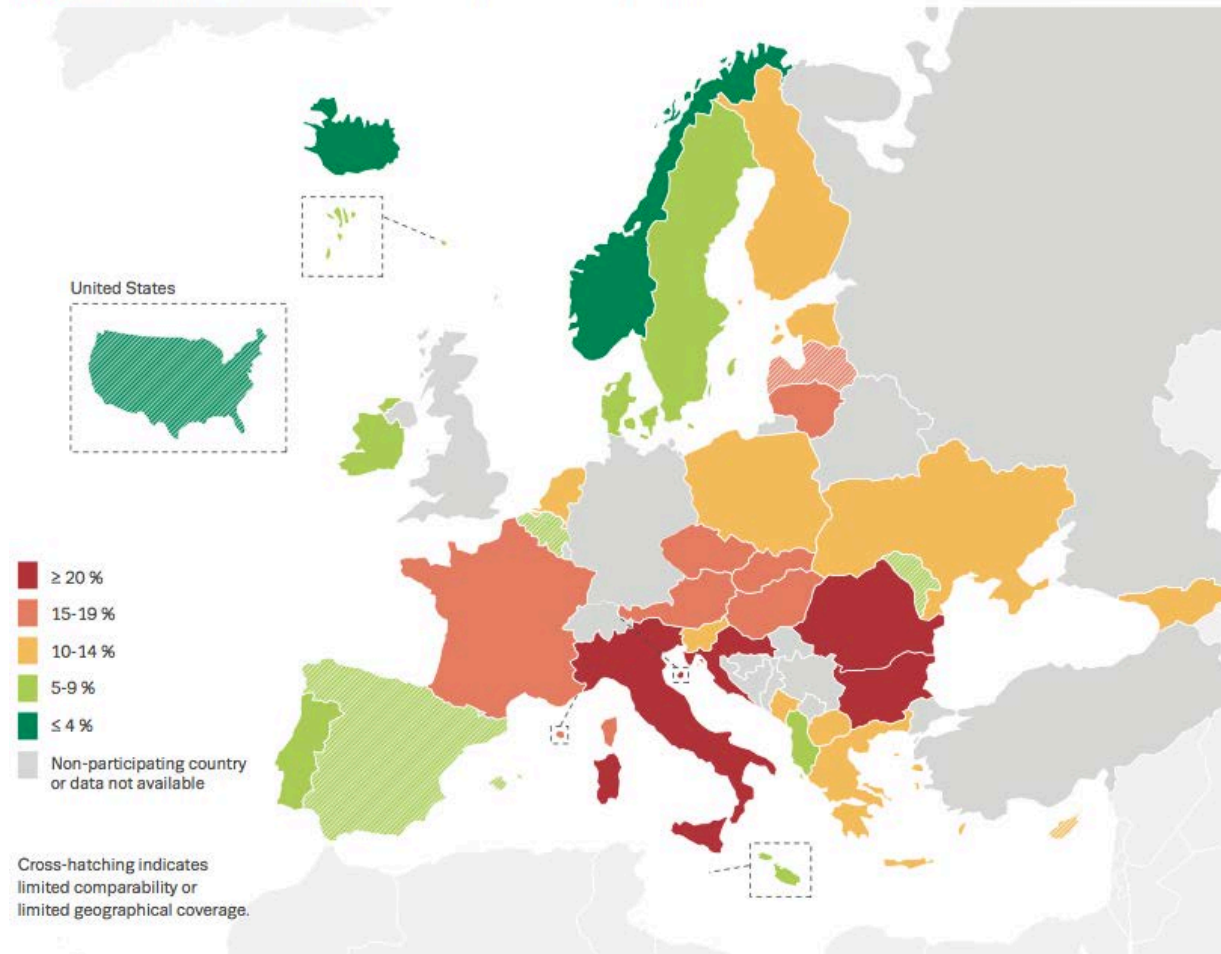 United States
≥ 20 %
15-19 %
10-14 %
5-9 %
≤ 4 %
Non-participating country
or data not available
Cross-hatching indicates
limited comparability or
limited geographical coverage.